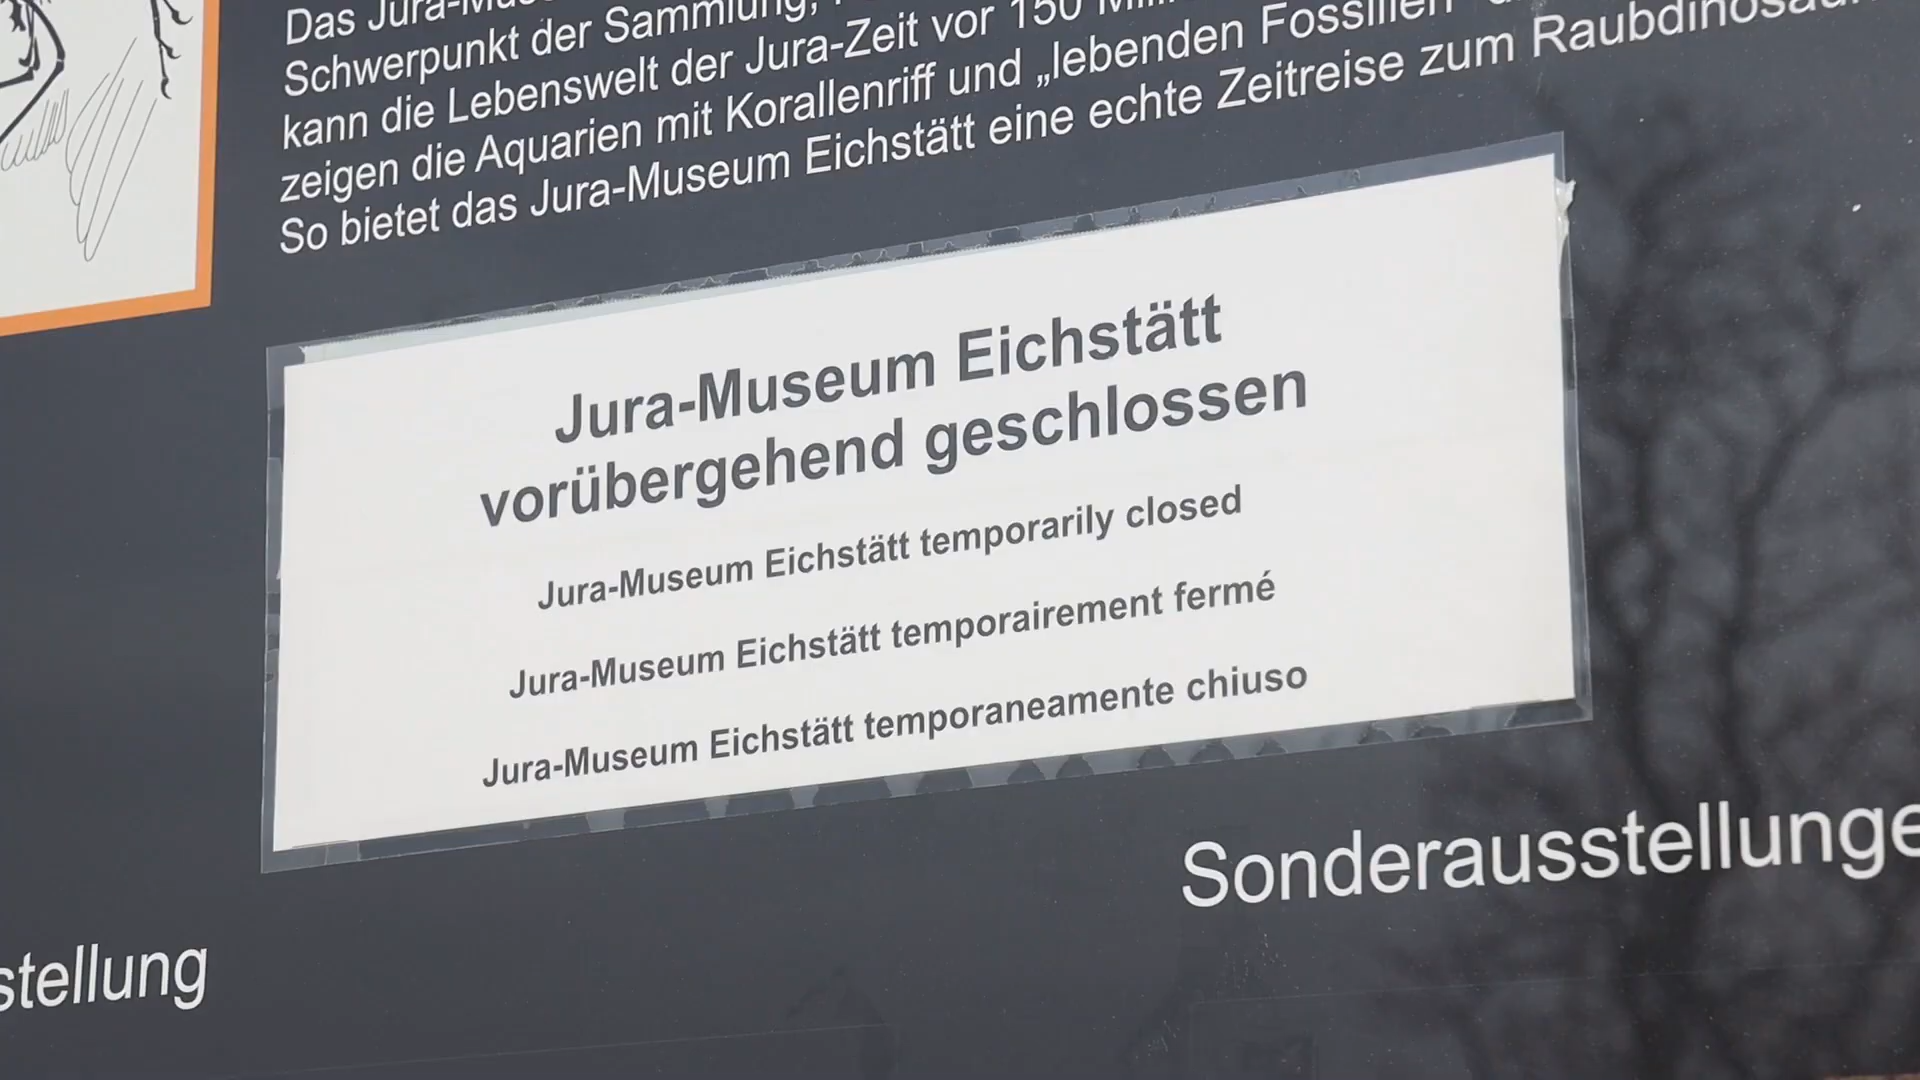 Das Jura-
Schwerpunkt der Sammlung,
kann die Lebenswelt der Jura-Zeit vor 150
zeigen die Aquarien mit Korallenriff und „lebenden Fossilien
So bietet das Jura-Museum Eichstätt eine echte Zeitreise zum
Jura-Museum Eichstätt
vorübergehend geschlossen
Jura-Museum Eichstätt temporarily closed
Jura-Museum Eichstätt temporairement fermé
Jura-Museum Eichstätt temporaneamente chiuso
Sonderausstellunge
stellung